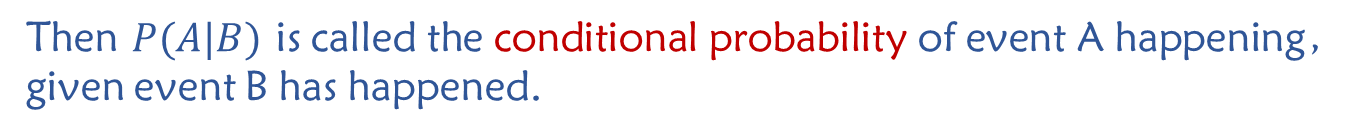 Then P(A|B) is called the conditional probability of event A happening,
given event B has happened.